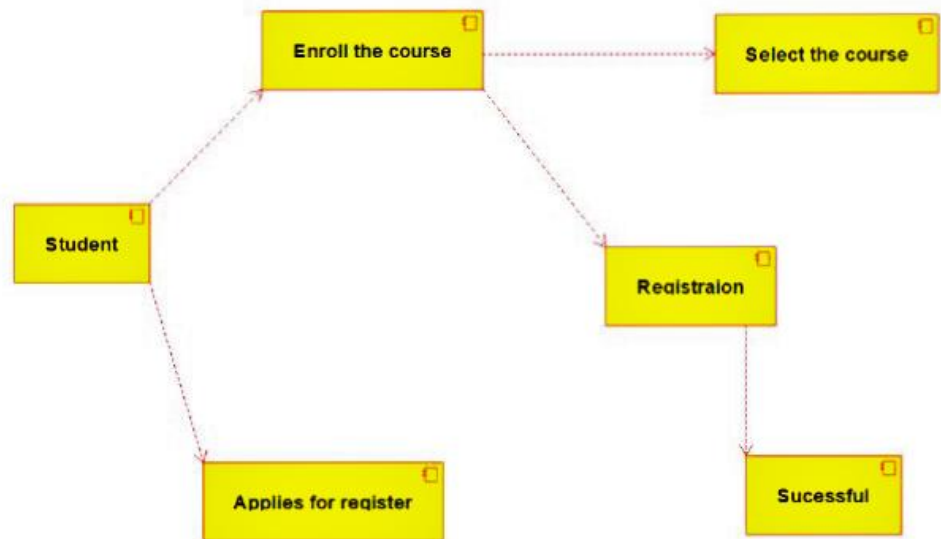 Enroll the course
Select the course
Student
Registraion
Applies for register
Sucessful